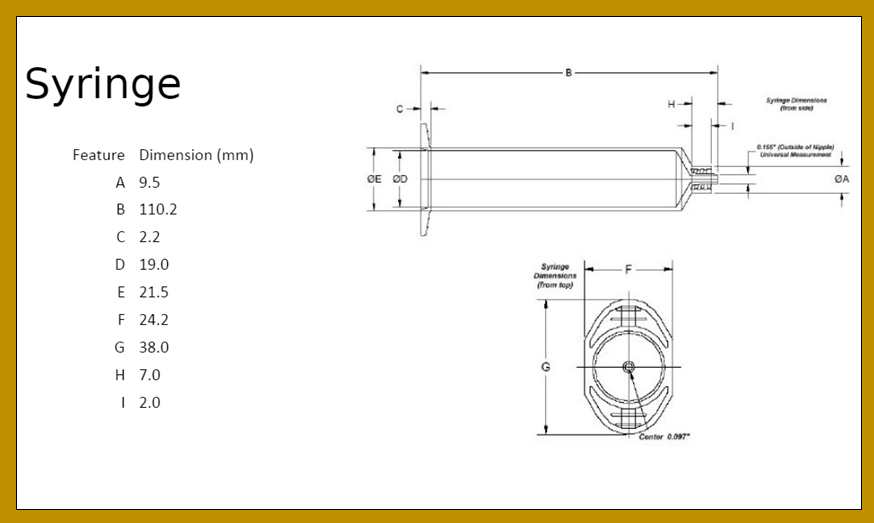 Syringe
Feature Dimension (mm)
A 9.5
B 110.2
C 2.2
D 19.0
E 21.5
F 24.2
G 38.0
H 7.0
I 2.0
B
C
H
Syringe Dimensions
(from side)
I
0.166" (Outside of Nipple)
Universal Measurement
ØE ØD
ØA
Syringe
Dimensions
(from top)
F
G
Center 0.097"